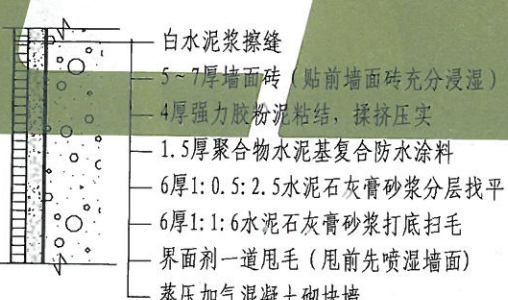 白水泥浆擦缝
5~7厚墙面砖（贴前墙面砖充分浸湿）
4厚强力胶粉泥粘结，揉挤压实
1.5厚聚合物水泥基复合防水涂料
6厚1:0.5:2.5水泥石灰膏砂浆分层找平
6厚1:1:6水泥石灰膏砂浆打底扫毛
界面剂一道甩毛（甩前先喷湿墙面）
蒸压加气混凝土砌块墙